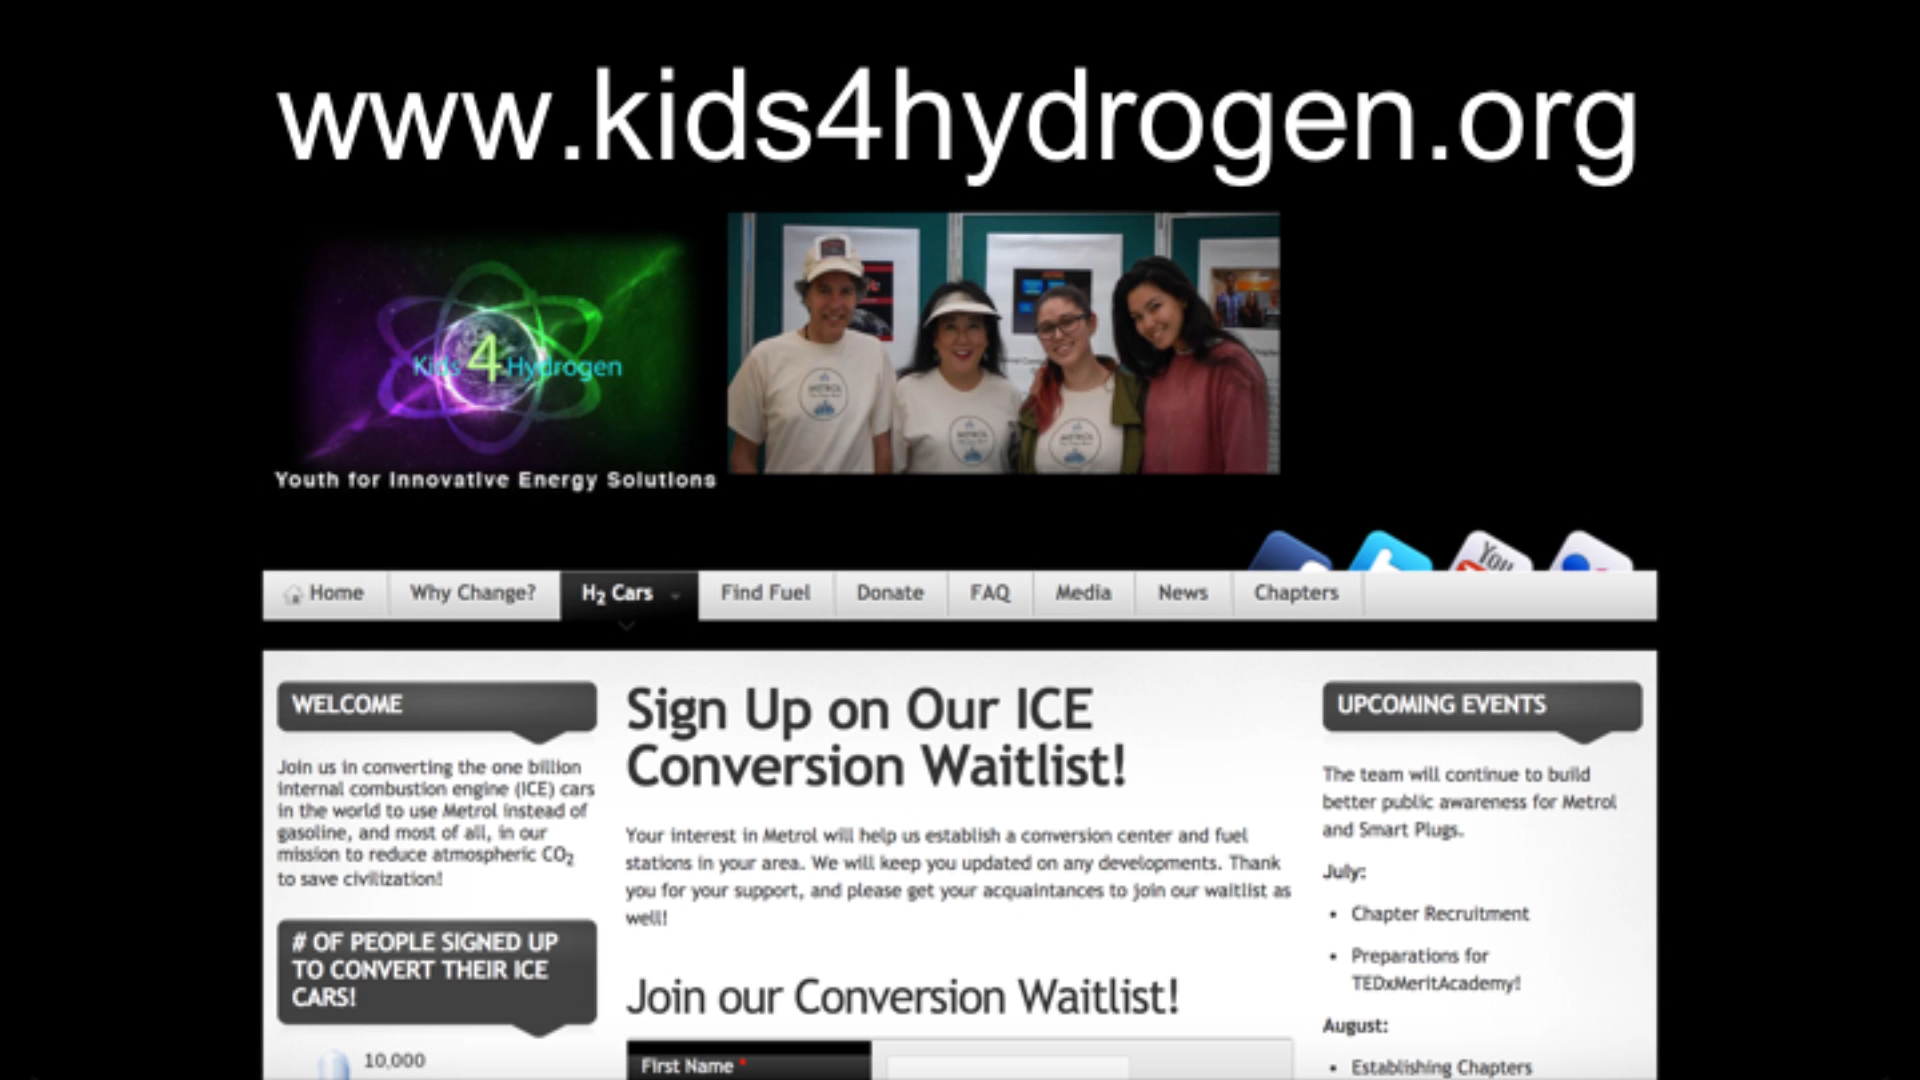 www.kids4hydrogen.org
Kids 4 Hydrogen
Youth for Innovative Energy Solutions
METROL
METROL
METROL
You
Home
Why Change?
H2 Cars
Find Fuel
Donate
FAQ
Media
News
Chapters
WELCOME
Join us in converting the one billion
internal combustion engine (ICE) cars
in the world to use Metrol instead of
gasoline, and most of all, in our
mission to reduce atmospheric CO2
to save civilization!
# OF PEOPLE SIGNED UP
TO CONVERT THEIR ICE
CARS!
10,000
Sign Up on Our ICE
Conversion Waitlist!
Your interest in Metrol will help us establish a conversion center and fuel
stations in your area. We will keep you updated on any developments. Thank
you for your support, and please get your acquaintances to join our waitlist as
well!
Join our Conversion Waitlist!
First Name *
UPCOMING EVENTS
The team will continue to build
better public awareness for Metrol
and Smart Plugs.
July:
• Chapter Recruitment
• Preparations for
TEDxMeritAcademy!
August:
• Establishing Chapters